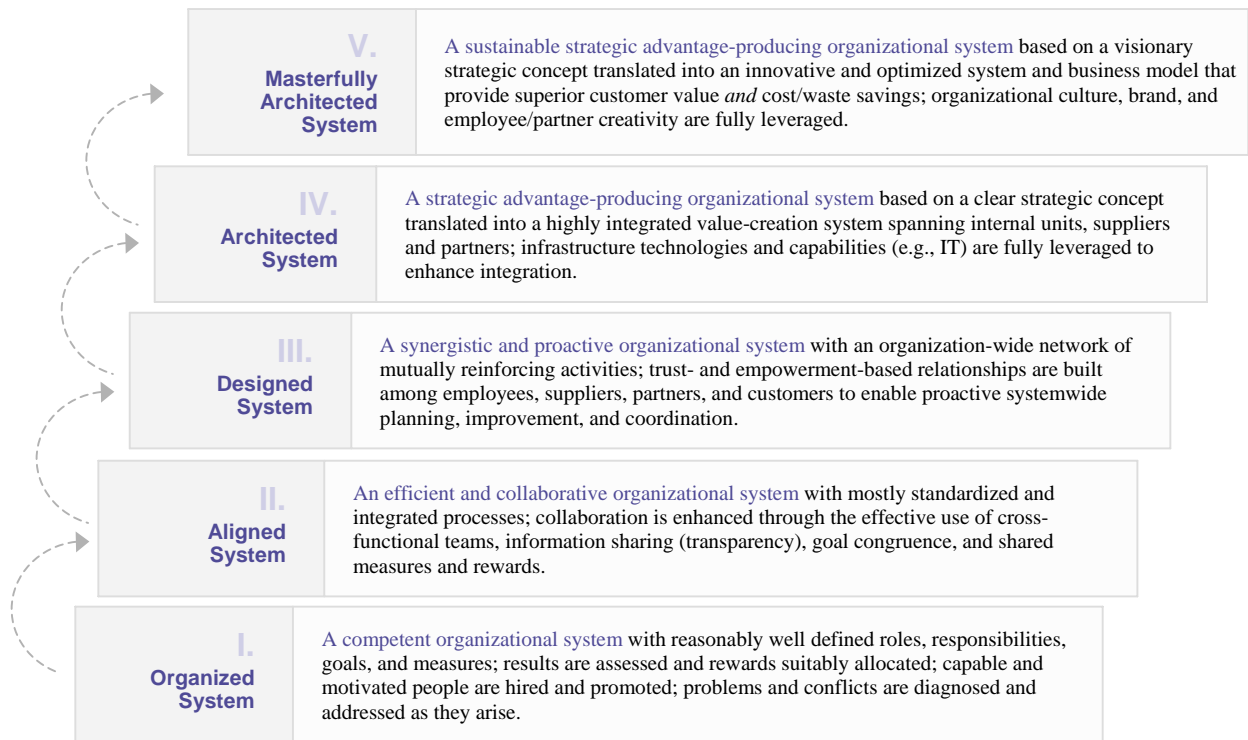 V.
Masterfully
Architected
System
A sustainable strategic advantage-producing organizational system based on a visionary
strategic concept translated into an innovative and optimized system and business model that
provide superior customer value and cost/waste savings; organizational culture, brand, and
employee/partner creativity are fully leveraged.
IV.
Architected
System
A strategic advantage-producing organizational system based on a clear strategic concept
translated into a highly integrated value-creation system spanning internal units, suppliers
and partners; infrastructure technologies and capabilities (e.g., IT) are fully leveraged to
enhance integration.
III.
Designed
System
A synergistic and proactive organizational system with an organization-wide network of
mutually reinforcing activities; trust- and empowerment-based relationships are built
among employees, suppliers, partners, and customers to enable proactive systemwide
planning, improvement, and coordination.
II.
Aligned
System
An efficient and collaborative organizational system with mostly standardized and
integrated processes; collaboration is enhanced through the effective use of cross-
functional teams, information sharing (transparency), goal congruence, and shared
measures and rewards.
I.
Organized
System
A competent organizational system with reasonably well defined roles, responsibilities,
goals, and measures; results are assessed and rewards suitably allocated; capable and
motivated people are hired and promoted; problems and conflicts are diagnosed and
addressed as they arise.